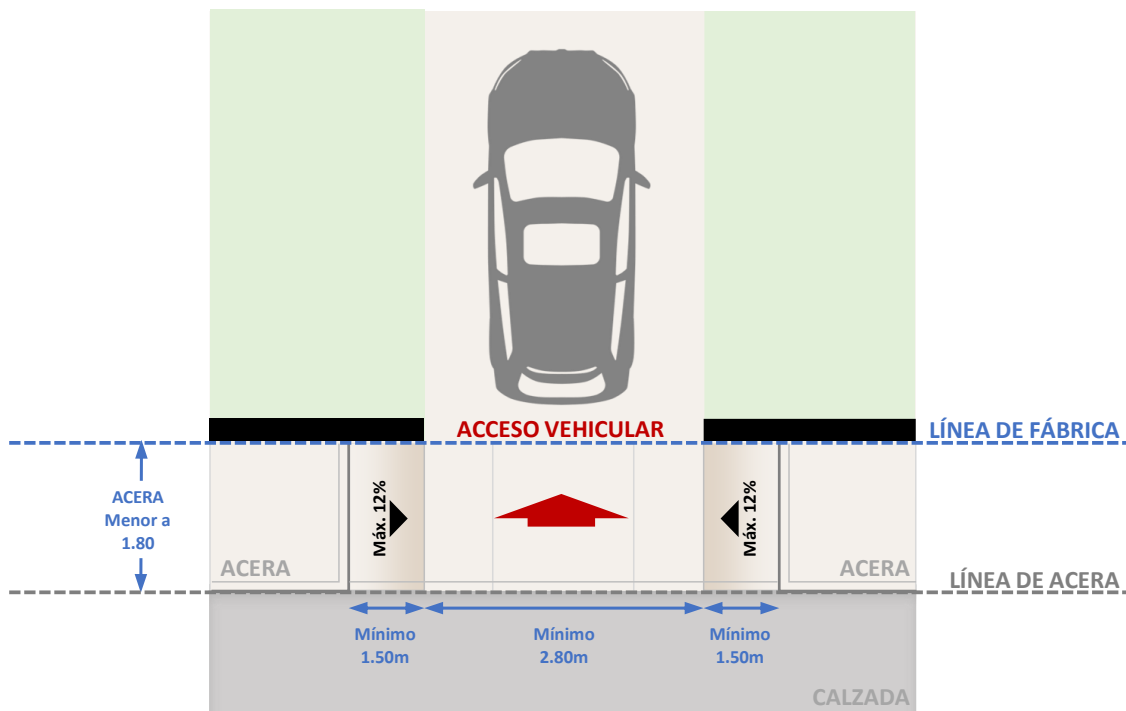 ACCESO VEHICULAR
LÍNEA DE FÁBRICA
ACERA
Menor a
1.80
Máx. 12%
Máx. 12%
ACERA
ACERA
LÍNEA DE ACERA
Mínimo
1.50m
Mínimo
2.80m
Mínimo
1.50m
CALZADA